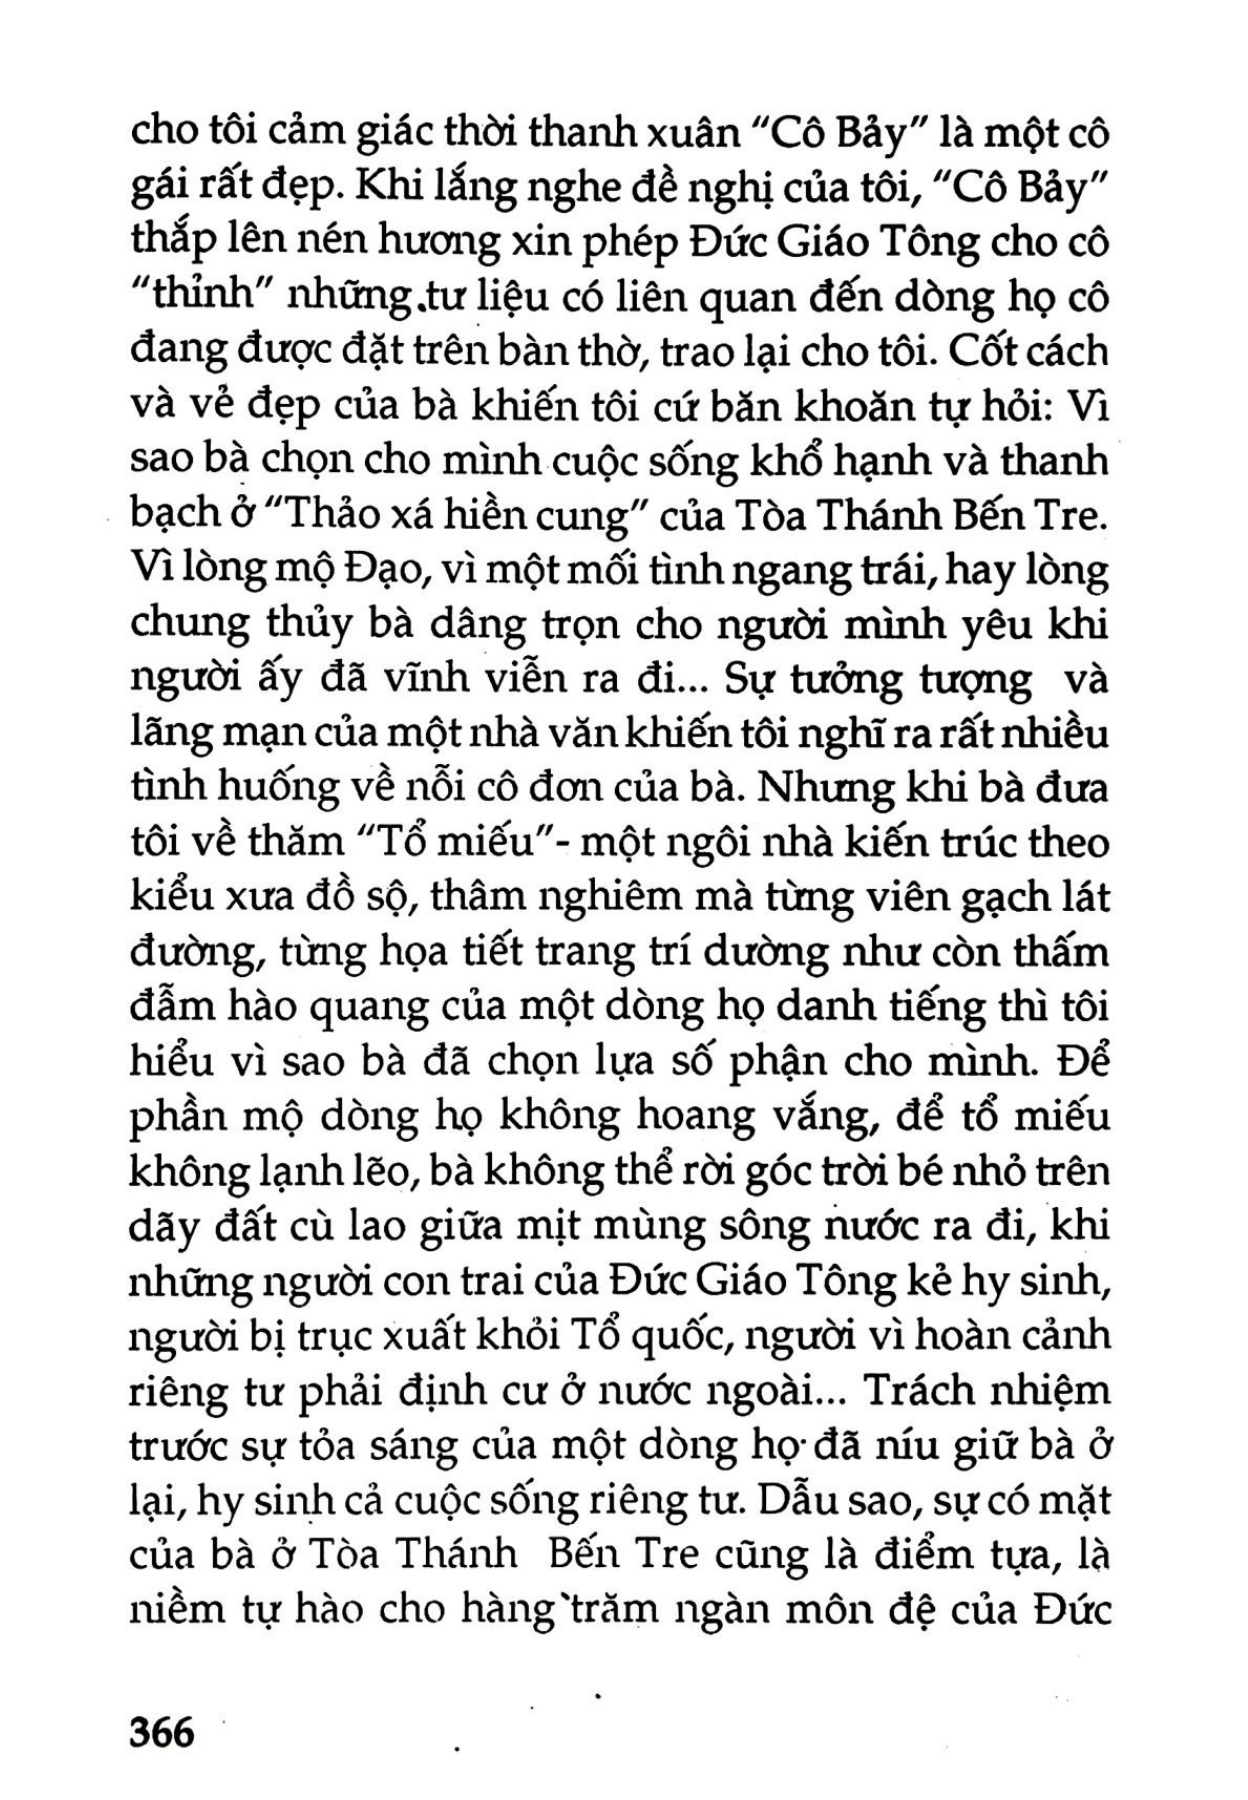 cho tôi cảm giác thời thanh xuân "Cô Bảy" là một cô
gái rất đẹp. Khi lắng nghe đề nghị của tôi, "Cô Bảy"
thắp lên nén hương xin phép Đức Giáo Tông cho cô
"thỉnh" những tư liệu có liên quan đến dòng họ cô
đang được đặt trên bàn thờ, trao lại cho tôi. Cốt cách
và vẻ đẹp của bà khiến tôi cứ băn khoăn tự hỏi: Vì
sao bà chọn cho mình cuộc sống khổ hạnh và thanh
bạch ở "Thảo xá hiền cung" của Tòa Thánh Bến Tre.
Vì lòng mộ Đạo, vì một mối tình ngang trái, hay lòng
chung thủy bà dâng trọn cho người mình yêu khi
người ấy đã vĩnh viễn ra đi... Sự tưởng tượng và
lãng mạn của một nhà văn khiến tôi nghĩ ra rất nhiều
tình huống về nỗi cô đơn của bà. Nhưng khi bà đưa
tôi về thăm "Tổ miếu"- một ngôi nhà kiến trúc theo
kiểu xưa đồ sộ, thâm nghiêm mà từng viên gạch lát
đường, từng họa tiết trang trí dường như còn thấm
đẫm hào quang của một dòng họ danh tiếng thì tôi
hiểu vì sao bà đã chọn lựa số phận cho mình. Để
phần mộ dòng họ không hoang vắng, để tổ miếu
không lạnh lẽo, bà không thể rời góc trời bé nhỏ trên
dãy đất cù lao giữa mịt mùng sông nước ra đi, khi
những người con trai của Đức Giáo Tông kẻ hy sinh,
người bị trục xuất khỏi Tổ quốc, người vì hoàn cảnh
riêng tư phải định cư ở nước ngoài... Trách nhiệm
trước sự tỏa sáng của một dòng họ đã níu giữ bà ở
lại, hy sinh cả cuộc sống riêng tư. Dẫu sao, sự có mặt
của bà ở Tòa Thánh Bến Tre cũng là điểm tựa, là
niềm tự hào cho hàng trăm ngàn môn đệ của Đức
366